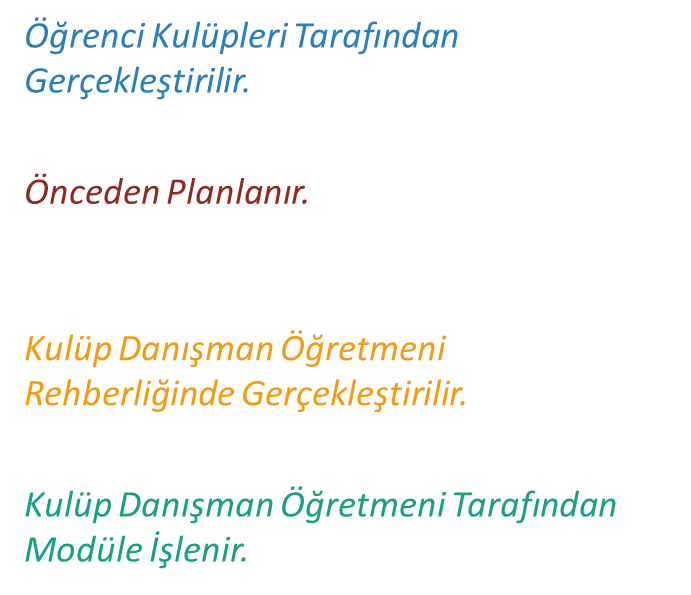 Öğrenci Kulüpleri Tarafından
Gerçekleştirilir.
Önceden Planlanır.
Kulüp Danışman Öğretmeni
Rehberliğinde Gerçekleştirilir.
Kulüp Danışman Öğretmeni Tarafından
Modüle İşlenir.